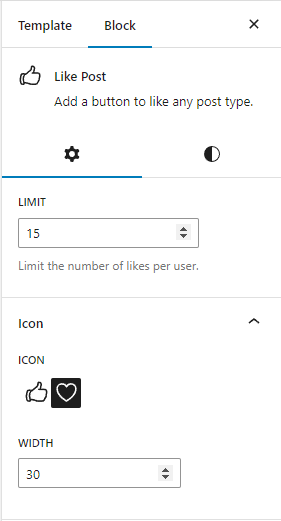 Template Block
Like Post
Add a button to like any post type.
LIMIT
15
Limit the number of likes per user.
Icon
ICON
WIDTH
30